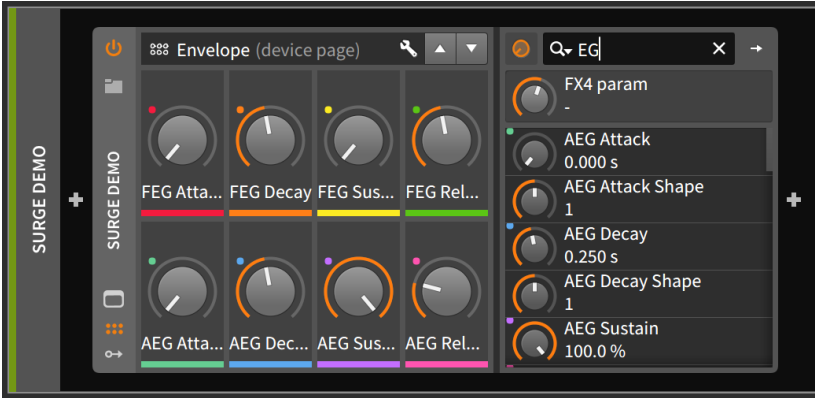 SURGE DEMO
SURGE DEMO
Envelope (device page)
FEG Atta...
FEG Decay
FEG Sus...
FEG Rel...
AEG Atta...
AEG Dec...
AEG Sus...
AEG Rel...
EG
FX4 param
-
AEG Attack
0.000 s
AEG Attack Shape
1
AEG Decay
0.250 s
AEG Decay Shape
1
AEG Sustain
100.0 %